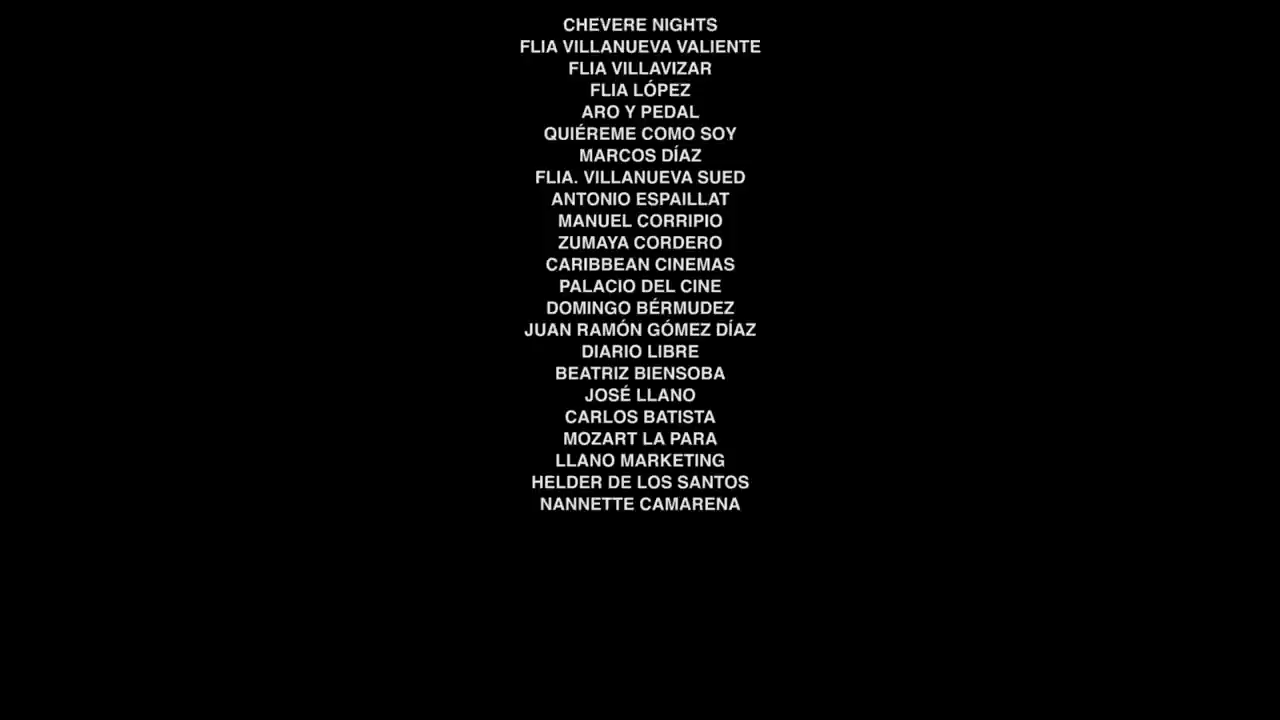 CHEVERE NIGHTS
FLIA VILLANUEVA VALIENTE
FLIA VILLAVIZAR
FLIA LÓPEZ
ARO Y PEDAL
QUIÉREME COMO SOY
MARCOS DÍAZ
FLIA. VILLANUEVA SUED
ANTONIO ESPAILLAT
MANUEL CORRIPIO
ZUMAYA CORDERO
CARIBBEAN CINEMAS
PALACIO DEL CINE
DOMINGO BÉRMUDEZ
JUAN RAMÓN GÓMEZ DÍAZ
DIARIO LIBRE
BEATRIZ BIENSOBA
JOSÉ LLANO
CARLOS BATISTA
MOZART LA PARA
LLANO MARKETING
HELDER DE LOS SANTOS
NANNETTE CAMARENA